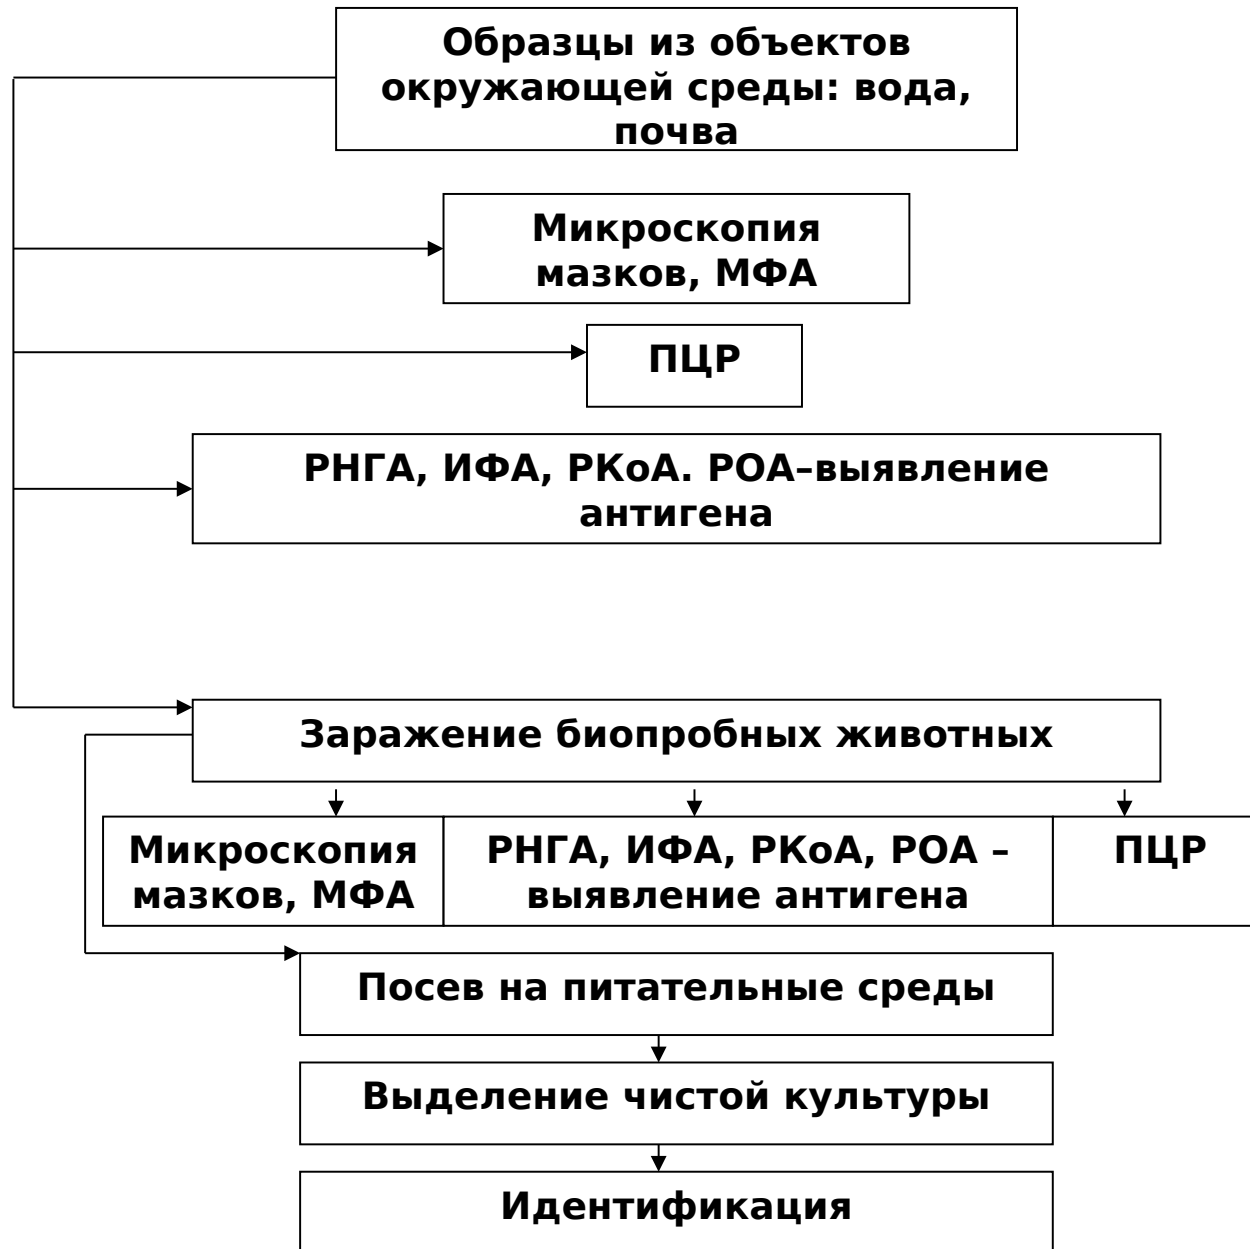 Образцы из объектов
окружающей среды: вода,
почва
Микроскопия
мазков, МФА
ПЦР
РНГА, ИФА, РКоА. РОА–выявление
антигена
Заражение биопробных животных
Микроскопия
мазков, МФА
РНГА, ИФА, РКоА, РОА –
выявление антигена
ПЦР
Посев на питательные среды
Выделение чистой культуры
Идентификация